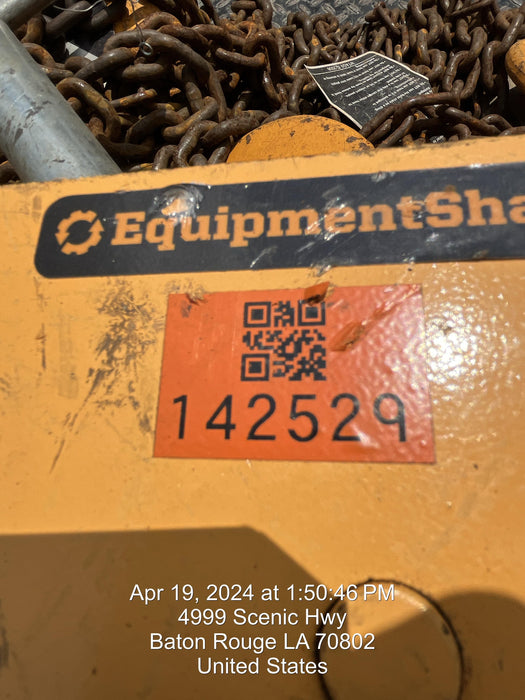 EquipmentSha
142529
Apr 19, 2024 at 1:50:46 PM
4999 Scenic Hwy
Baton Rouge LA 70802
United States